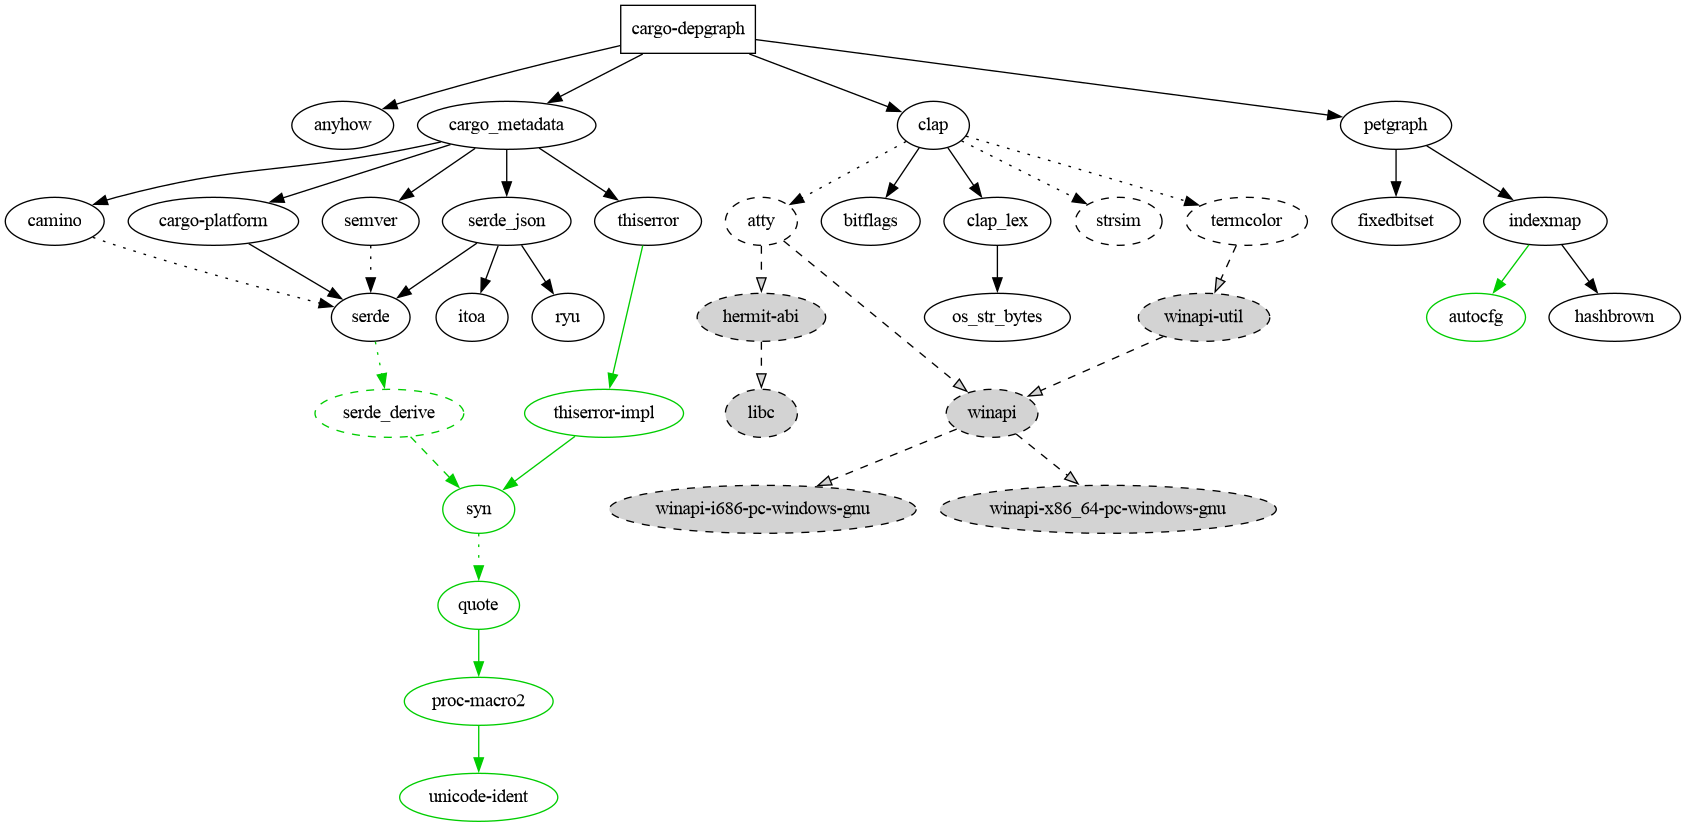 cargo-depgraph
anyhow
cargo_metadata
clap
petgraph
camino
cargo-platform
semver
serde_json
thiserror
atty
bitflags
clap_lex
strsim
termcolor
fixedbitset
indexmap
serde
itoa
ryu
hermit-abi
os_str_bytes
winapi-util
autocfg
hashbrown
serde_derive
thiserror-impl
libc
winapi
syn
winapi-i686-pc-windows-gnu
winapi-x86_64-pc-windows-gnu
quote
proc-macro2
unicode-ident